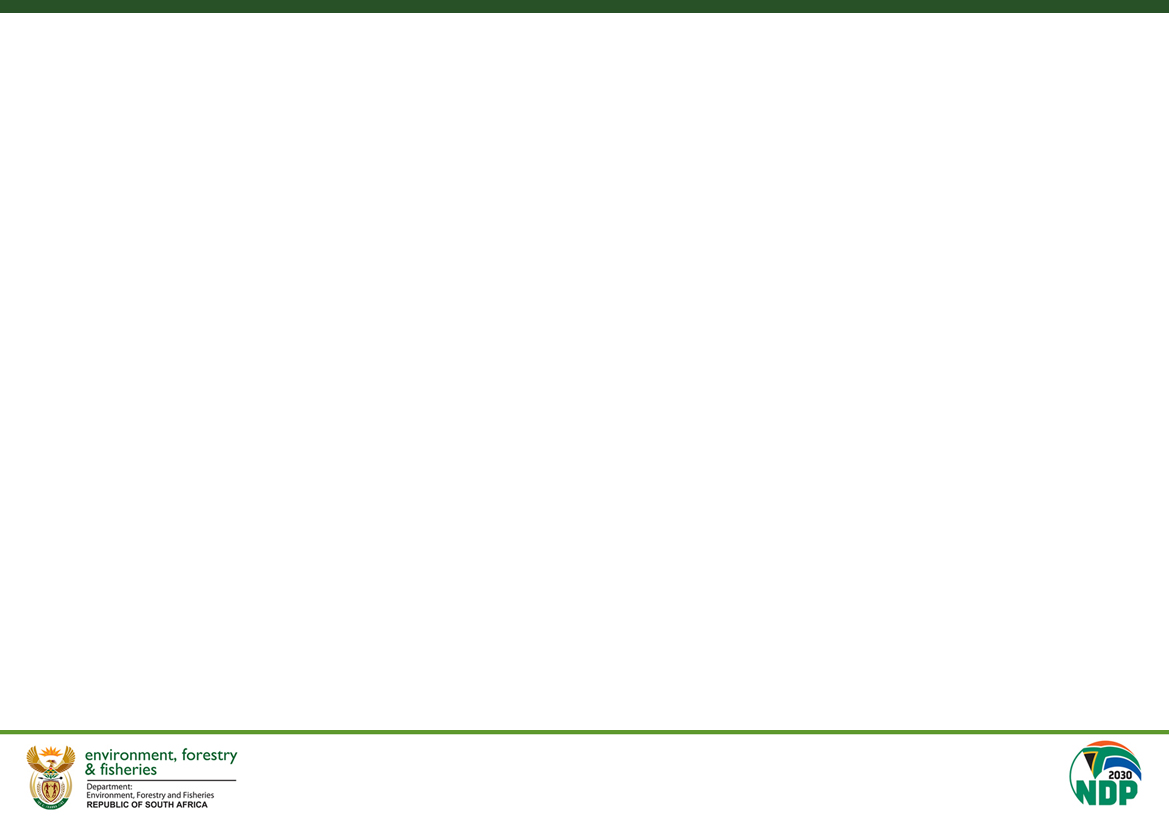 environment, forestry
& fisheries
Department:
Environment, Forestry and Fisheries
REPUBLIC OF SOUTH AFRICA
2030
NDP